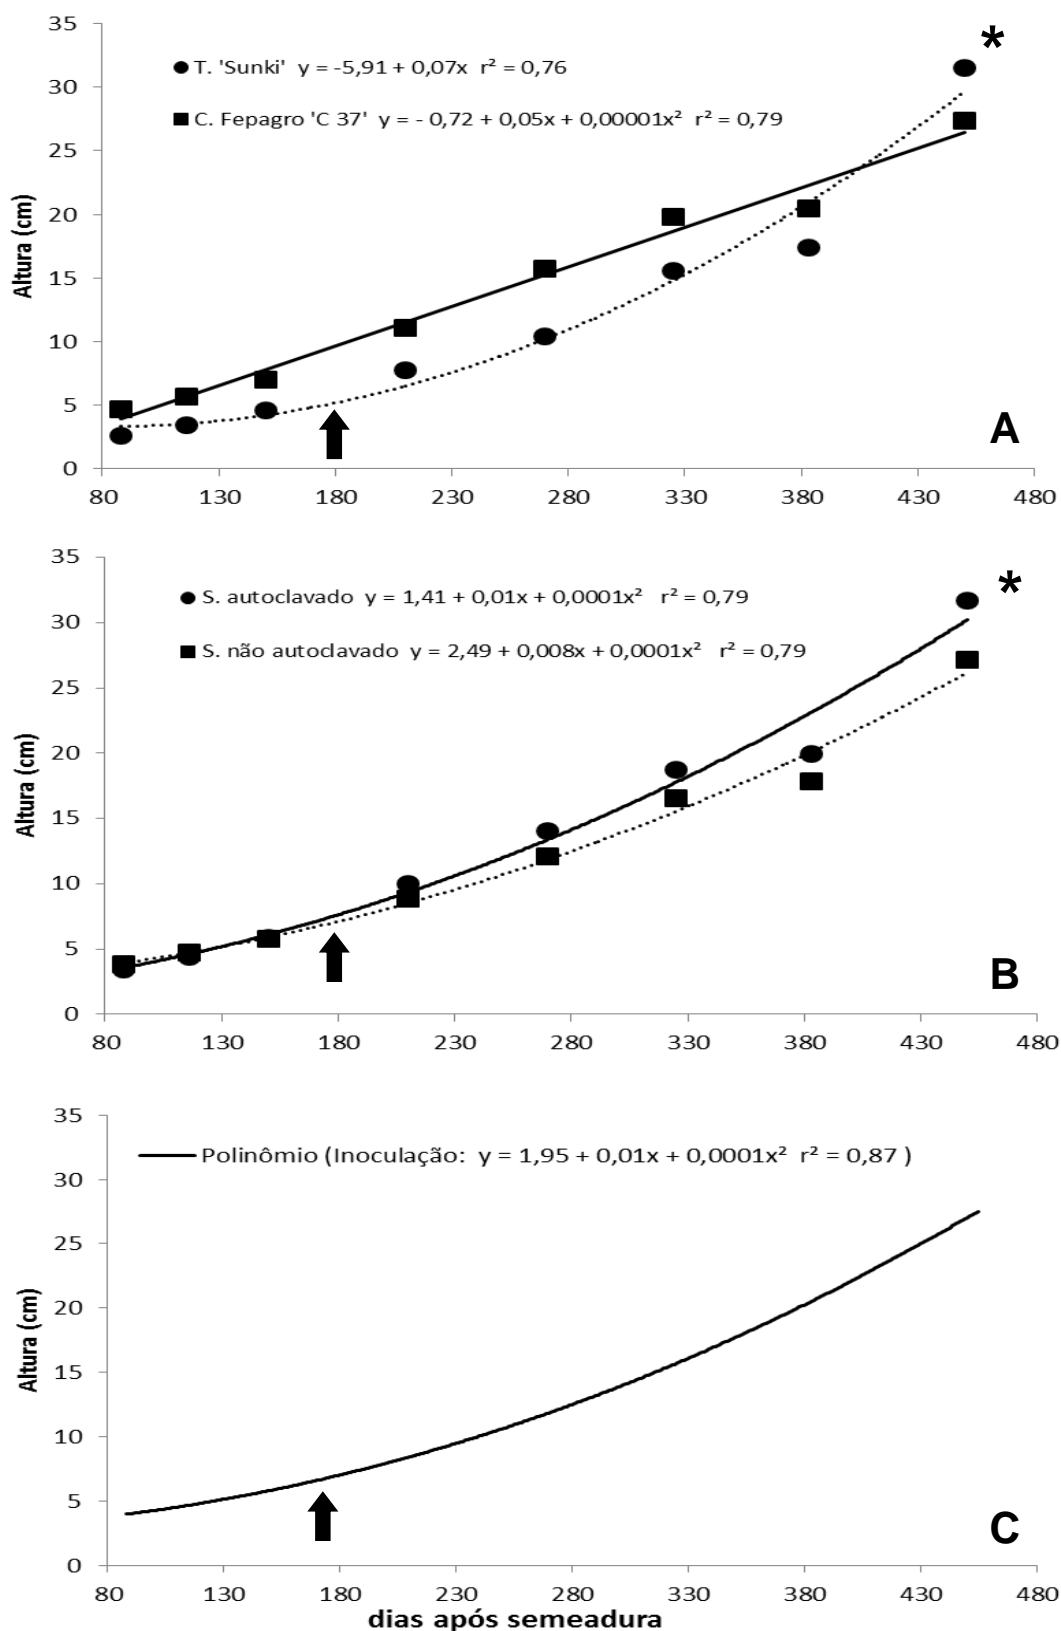 35
*
T. 'Sunki' y = -5,91 + 0,07x r² = 0,76
30
C. Fepagro 'C 37' y = - 0,72 + 0,05x + 0,00001x² r² = 0,79
25
20
Altura (cm)
15
10
5
A
0
80 130 180 230 280 330 380 430 480
35
*
S. autoclavado y = 1,41 + 0,01x + 0,0001x² r² = 0,79
30
S. não autoclavado y = 2,49 + 0,008x + 0,0001x² r² = 0,79
25
20
Altura (cm)
15
10
5
B
0
80 130 180 230 280 330 380 430 480
35
Polinômio (Inoculação: y = 1,95 + 0,01x + 0,0001x² r² = 0,87 )
30
25
20
Altura (cm)
15
10
5
C
0
80 130 180 230 280 330 380 430 480
dias após semeadura